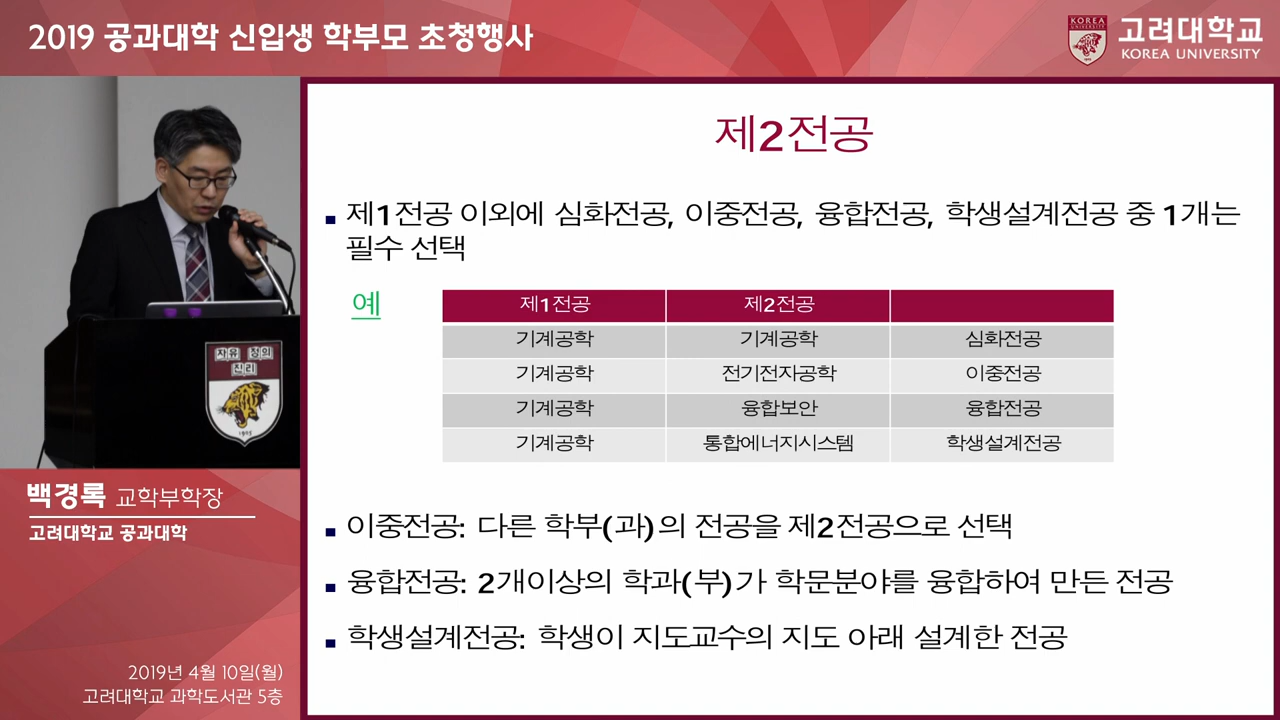 2019 공과대학 신입생 학부모 초청행사
KOREA
UNIVERSITY
1905
고려대학교
KOREA UNIVERSITY
자유 정의
진리
1905
백경록 교학부학장
고려대학교 공과대학
2019년 4월 10일(월)
고려대학교 과학도서관 5층
제2전공
제1전공 이외에 심화전공, 이중전공, 융합전공, 학생설계전공 중 1개는
필수 선택
예
제1전공 제2전공
기계공학 기계공학 심화전공
기계공학 전기전자공학 이중전공
기계공학 융합보안 융합전공
기계공학 통합에너지시스템 학생설계전공
이중전공: 다른 학부(과)의 전공을 제2전공으로 선택
융합전공: 2개이상의 학과(부)가 학문분야를 융합하여 만든 전공
학생설계전공: 학생이 지도교수의 지도 아래 설계한 전공